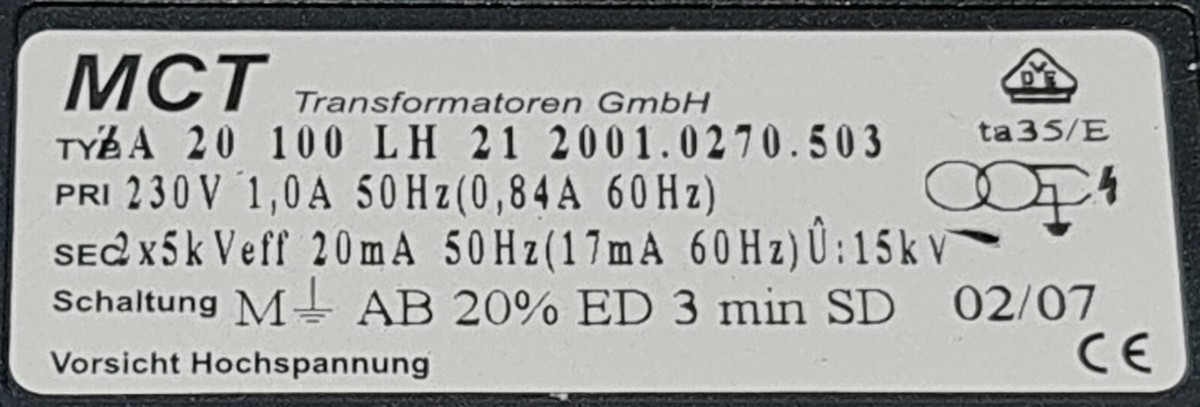 MCT Transformatoren GmbH
VDE
TYP ZA 20 100 LH 21 2001.0270.503
ta35/E
PRI 230V 1,0A 50Hz(0,84A 60Hz)
SEC 2x5kVeff 20mA 50Hz(17mA 60Hz)Û:15kV
Schaltung M⏚ AB 20% ED 3 min SD 02/07
Vorsicht Hochspannung
CE